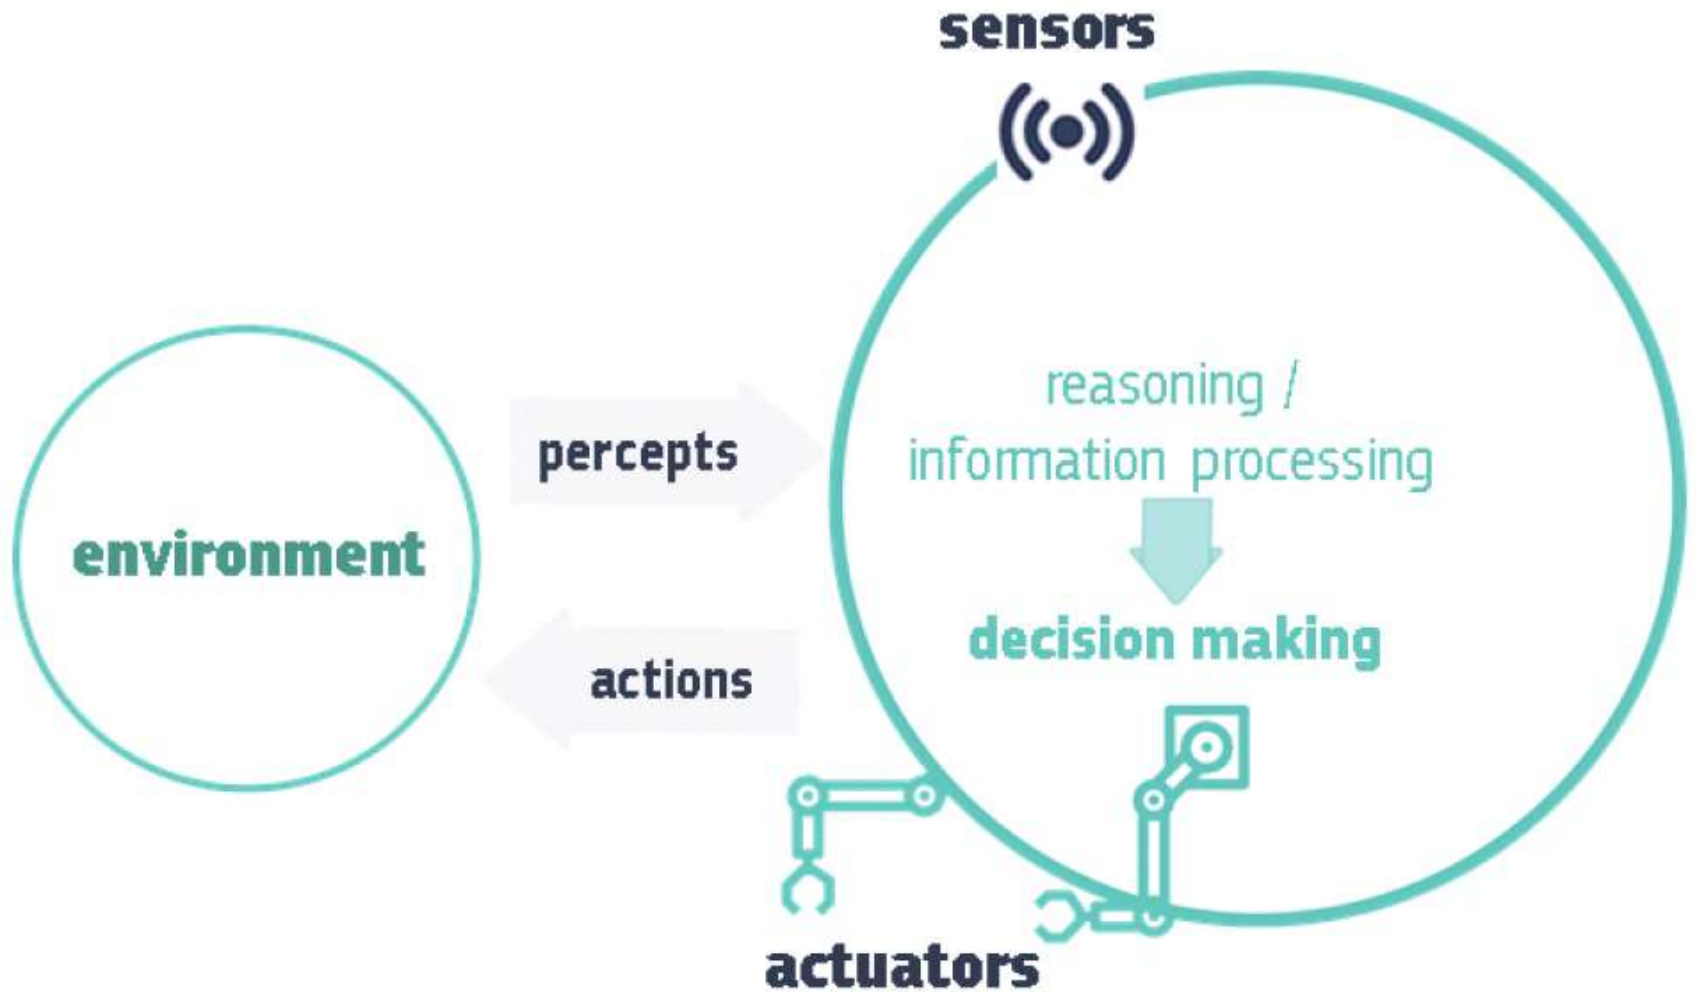 sensors
reasoning /
information processing
percepts
environment
decision making
actions
actuators